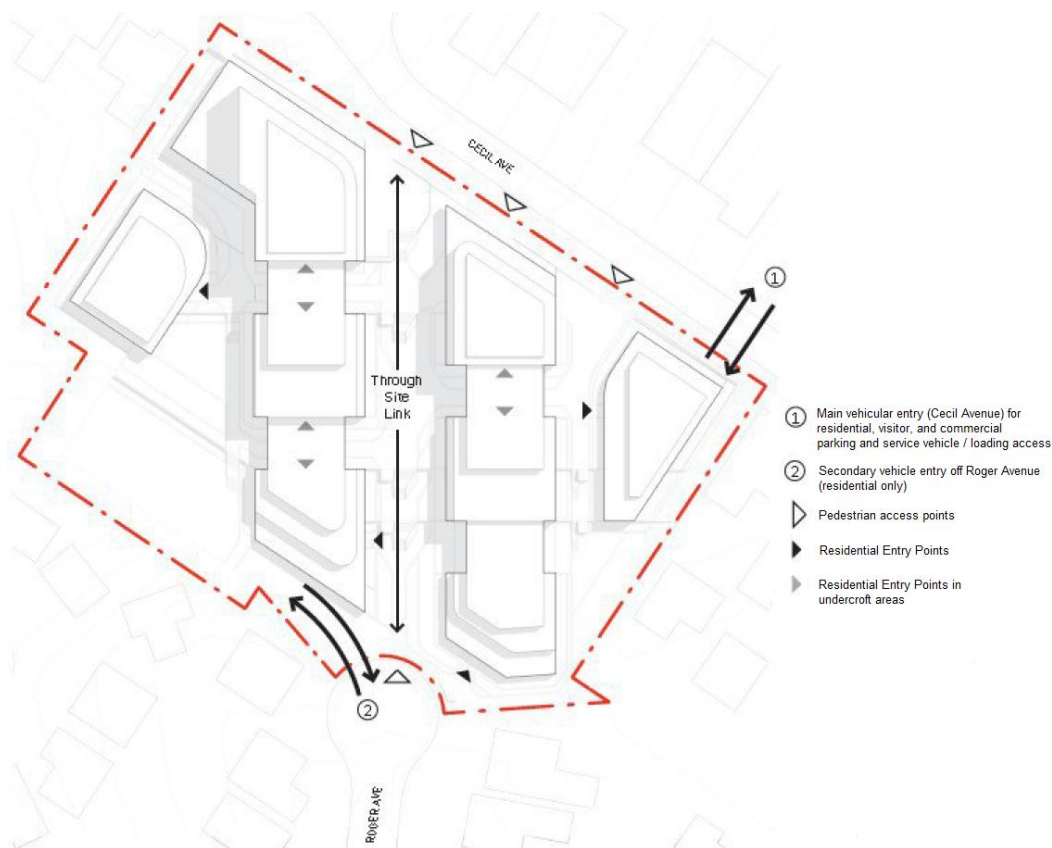 CECIL AVE
1
Through
Site
Link
1 Main vehicular entry (Cecil Avenue) for
residential, visitor, and commercial
parking and service vehicle / loading access
2 Secondary vehicle entry off Roger Avenue
(residential only)
Pedestrian access points
Residential Entry Points
Residential Entry Points in
undercroft areas
2
ROGER AVE